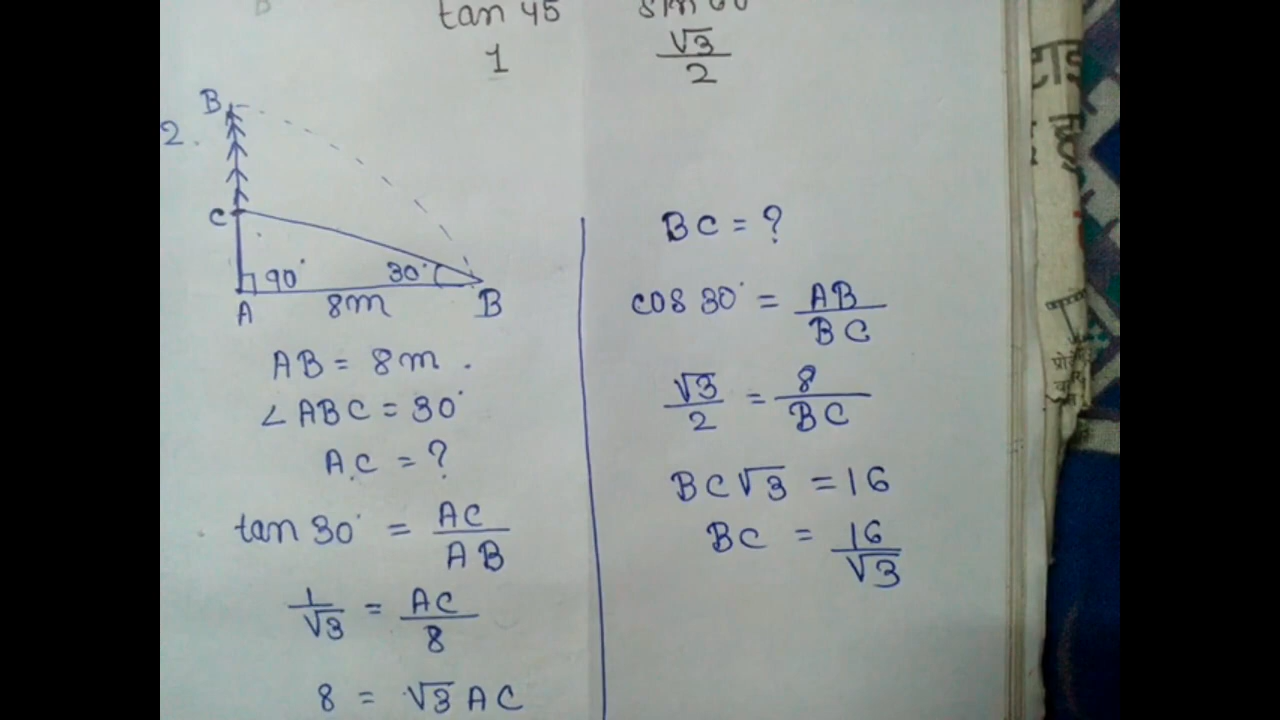 tan 45
1
√3/2
2.
B
C
90°
30°
A
8m
B
AB = 8m .
∠ABC = 30°
AC = ?
tan 30° = AC/AB
1/√3 = AC/8
8 = √3 AC
BC = ?
cos 30° = AB/BC
√3/2 = 8/BC
BC√3 = 16
BC = 16/√3